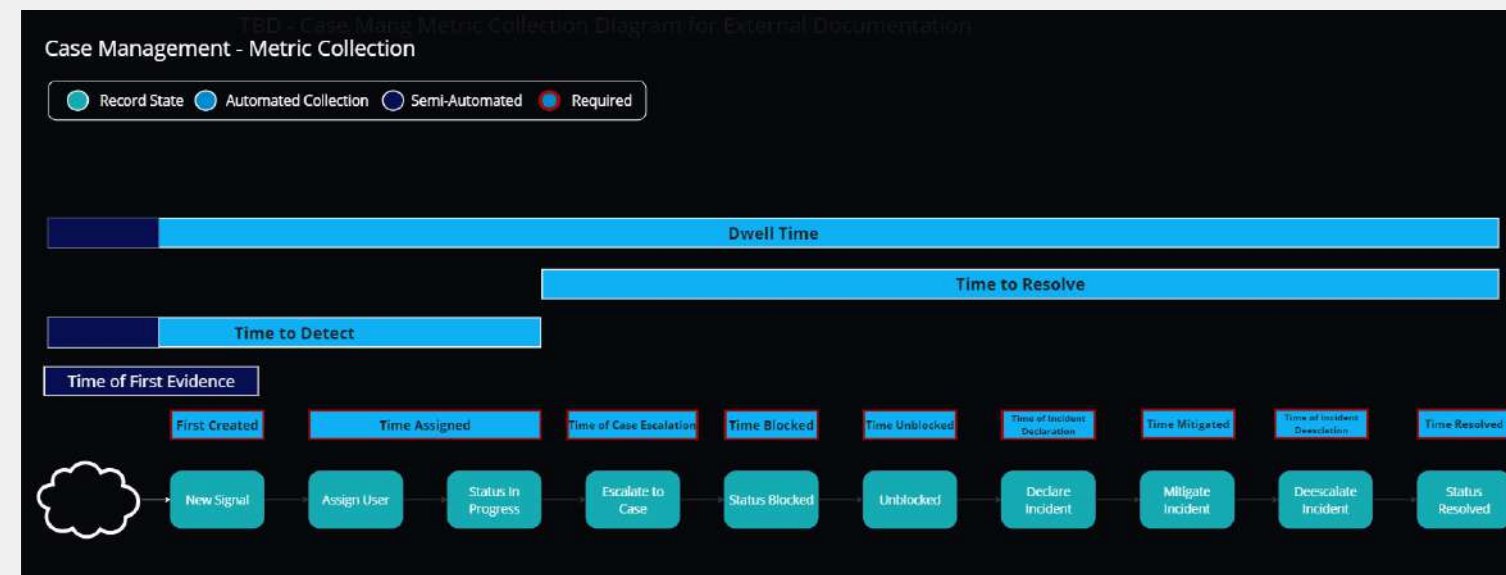 TBD - Case Mang Metric Collection Diagram for External Documentation
Case Management - Metric Collection
Record State
Automated Collection
Semi-Automated
Required
Dwell Time
Time to Resolve
Time to Detect
Time of First Evidence
First Created
Time Assigned
Time of Case Escalation
Time Blocked
Time Unblocked
Time of Incident
Declaration
Time Mitigated
Time of Incident
Time Resolved
New Signal
Assign User
Status In
Progress
Escalate to
Case
Status Blocked
Unblocked
Declare
Incident
Mitigate
Incident
Deescalate
Incident
Status
Resolved